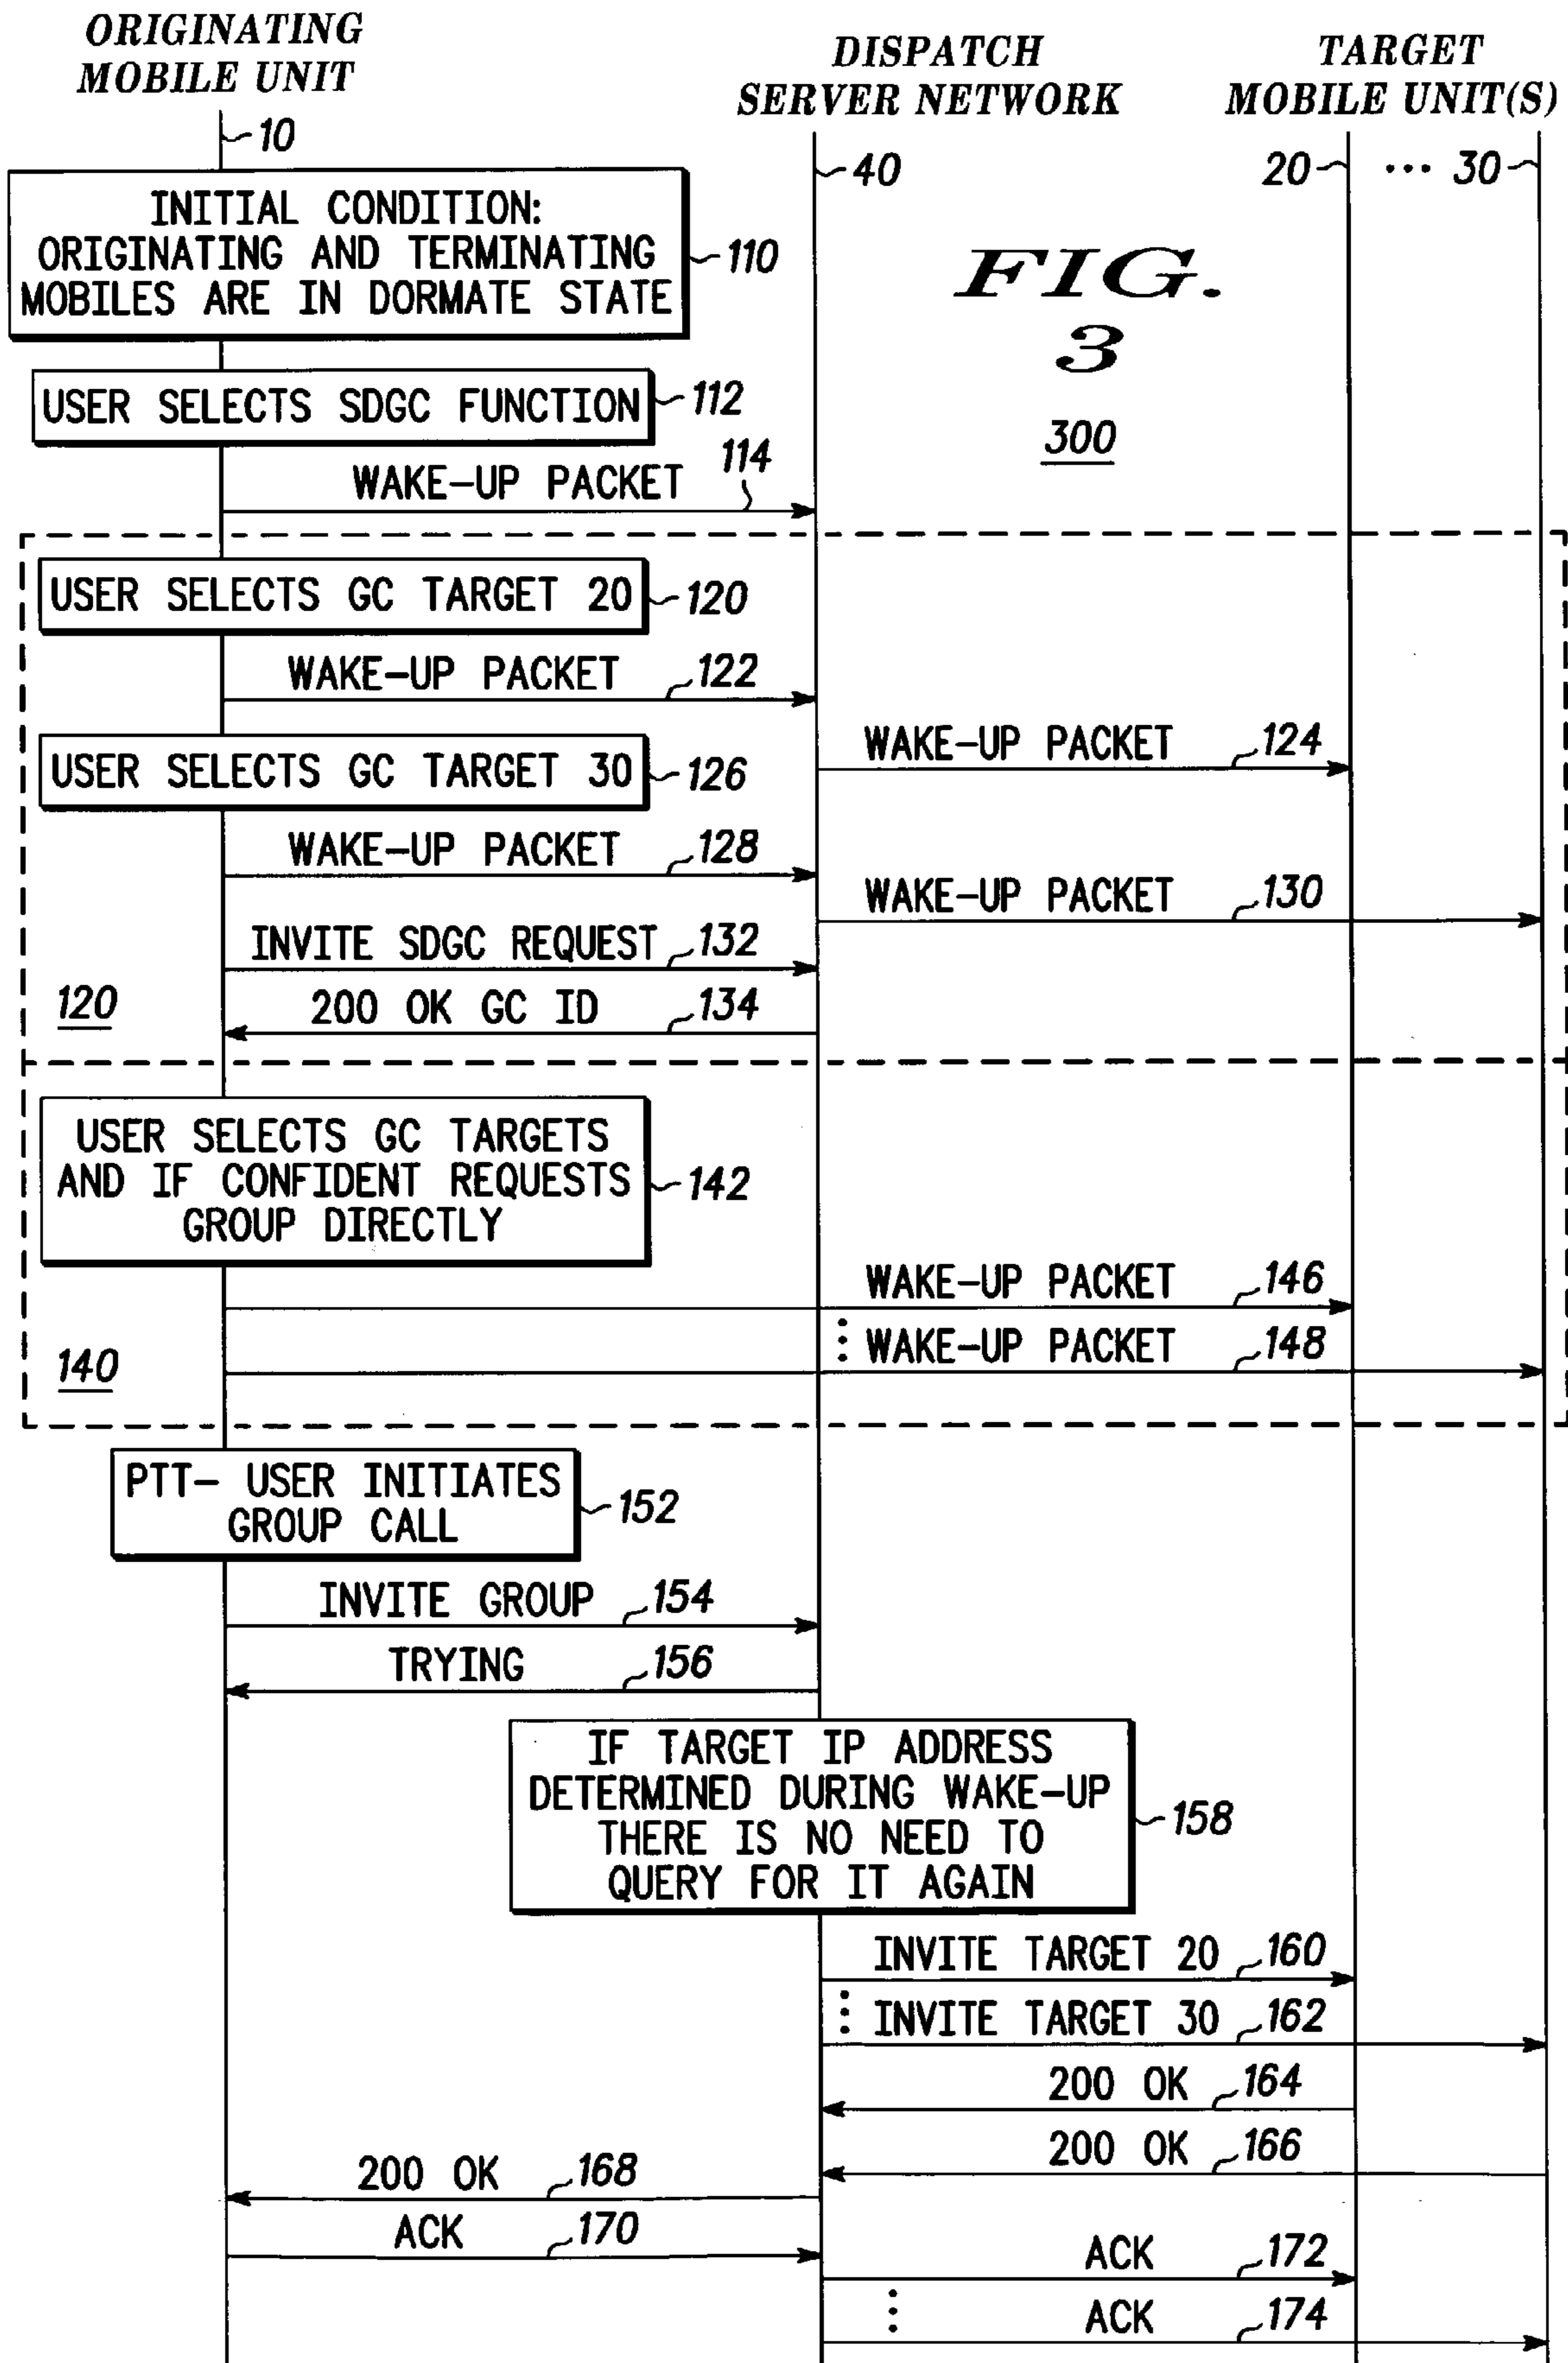 ORIGINATING
MOBILE UNIT
DISPATCH
SERVER NETWORK
TARGET
MOBILE UNIT(S)
10
40
20 ... 30
INITIAL CONDITION:
ORIGINATING AND TERMINATING
MOBILES ARE IN DORMATE STATE
110
FIG.
3
300
USER SELECTS SDGC FUNCTION
112
WAKE-UP PACKET
114
USER SELECTS GC TARGET 20
120
WAKE-UP PACKET
122
WAKE-UP PACKET
124
USER SELECTS GC TARGET 30
126
WAKE-UP PACKET
128
WAKE-UP PACKET
130
INVITE SDGC REQUEST
132
200 OK GC ID
134
120
USER SELECTS GC TARGETS
AND IF CONFIDENT REQUESTS
GROUP DIRECTLY
142
WAKE-UP PACKET
146
WAKE-UP PACKET
148
140
PTT- USER INITIATES
GROUP CALL
152
INVITE GROUP
154
TRYING
156
IF TARGET IP ADDRESS
DETERMINED DURING WAKE-UP
THERE IS NO NEED TO
QUERY FOR IT AGAIN
158
INVITE TARGET 20
160
INVITE TARGET 30
162
200 OK
164
200 OK
166
200 OK
168
ACK
170
ACK
172
ACK
174